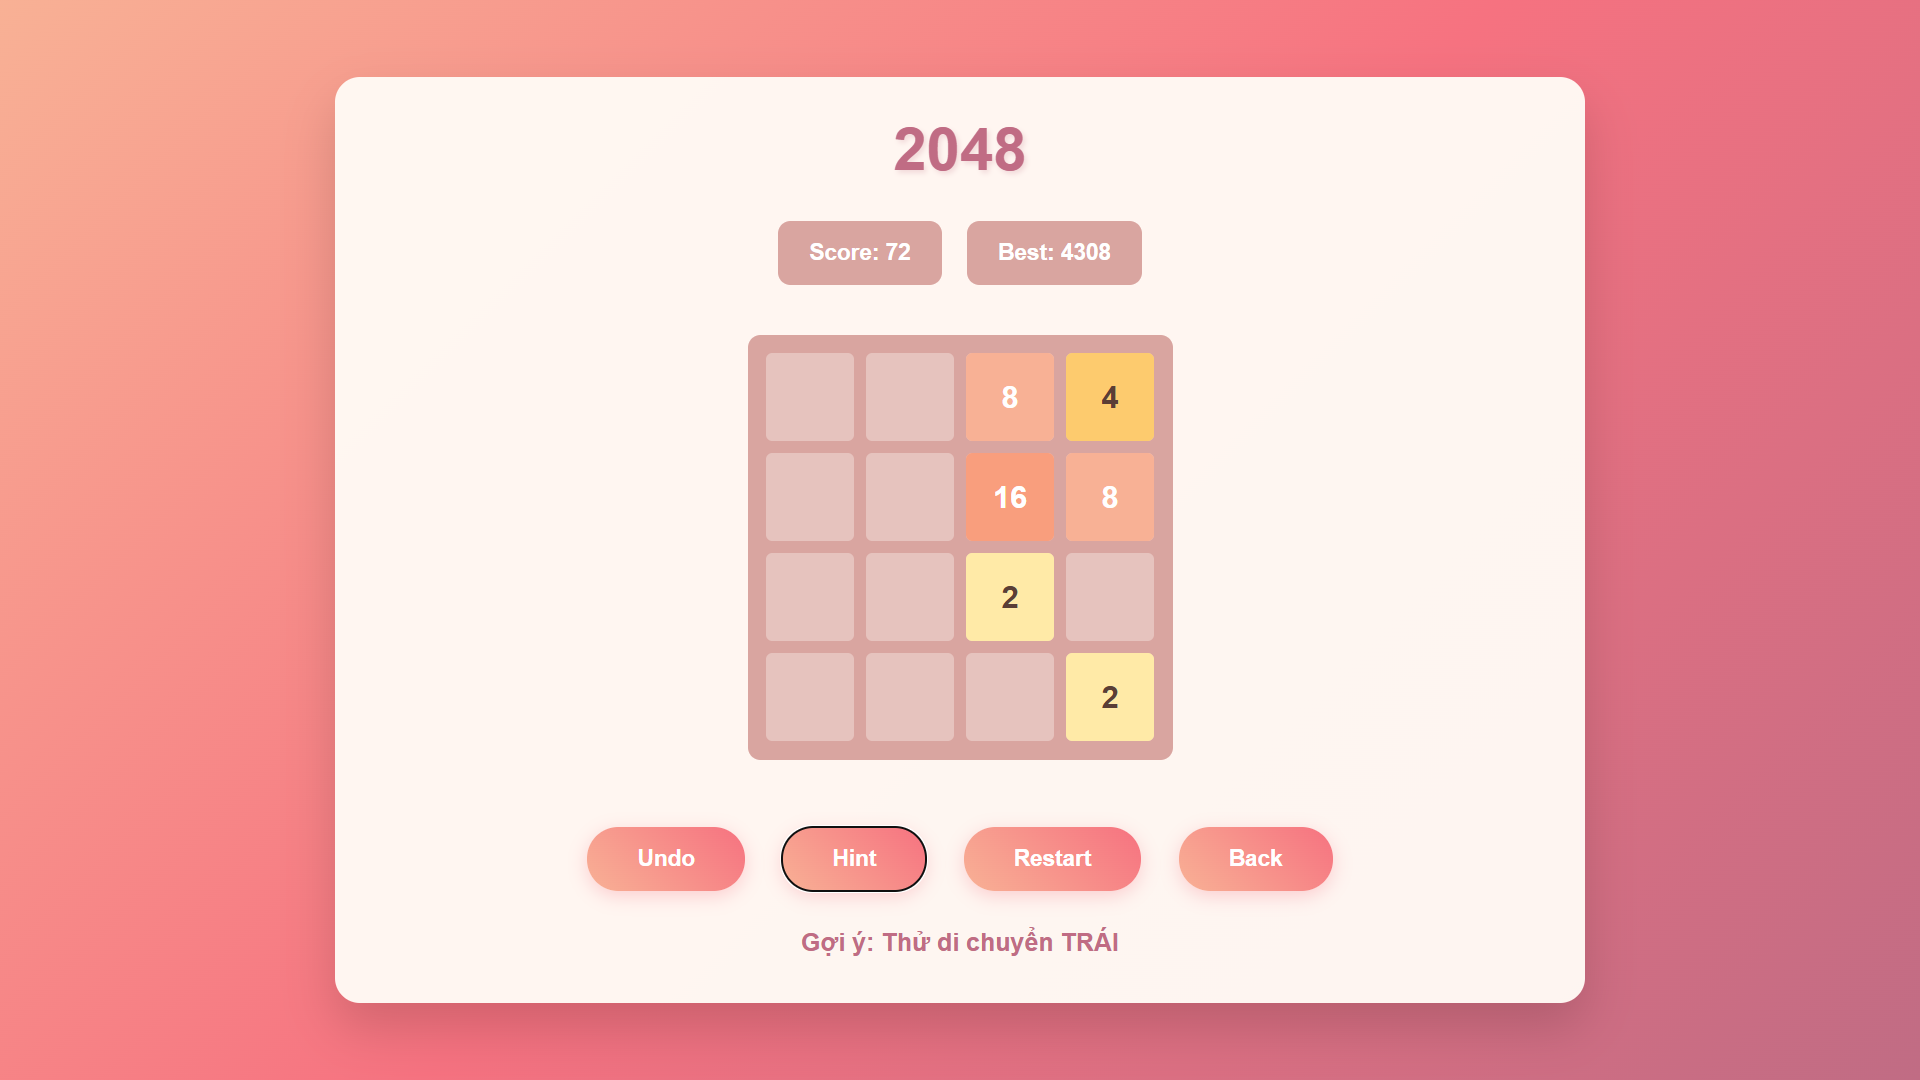 2048
Score: 72
Best: 4308
8 4
16 8
2
2
Undo
Hint
Restart
Back
Gợi ý: Thử di chuyển TRÁI